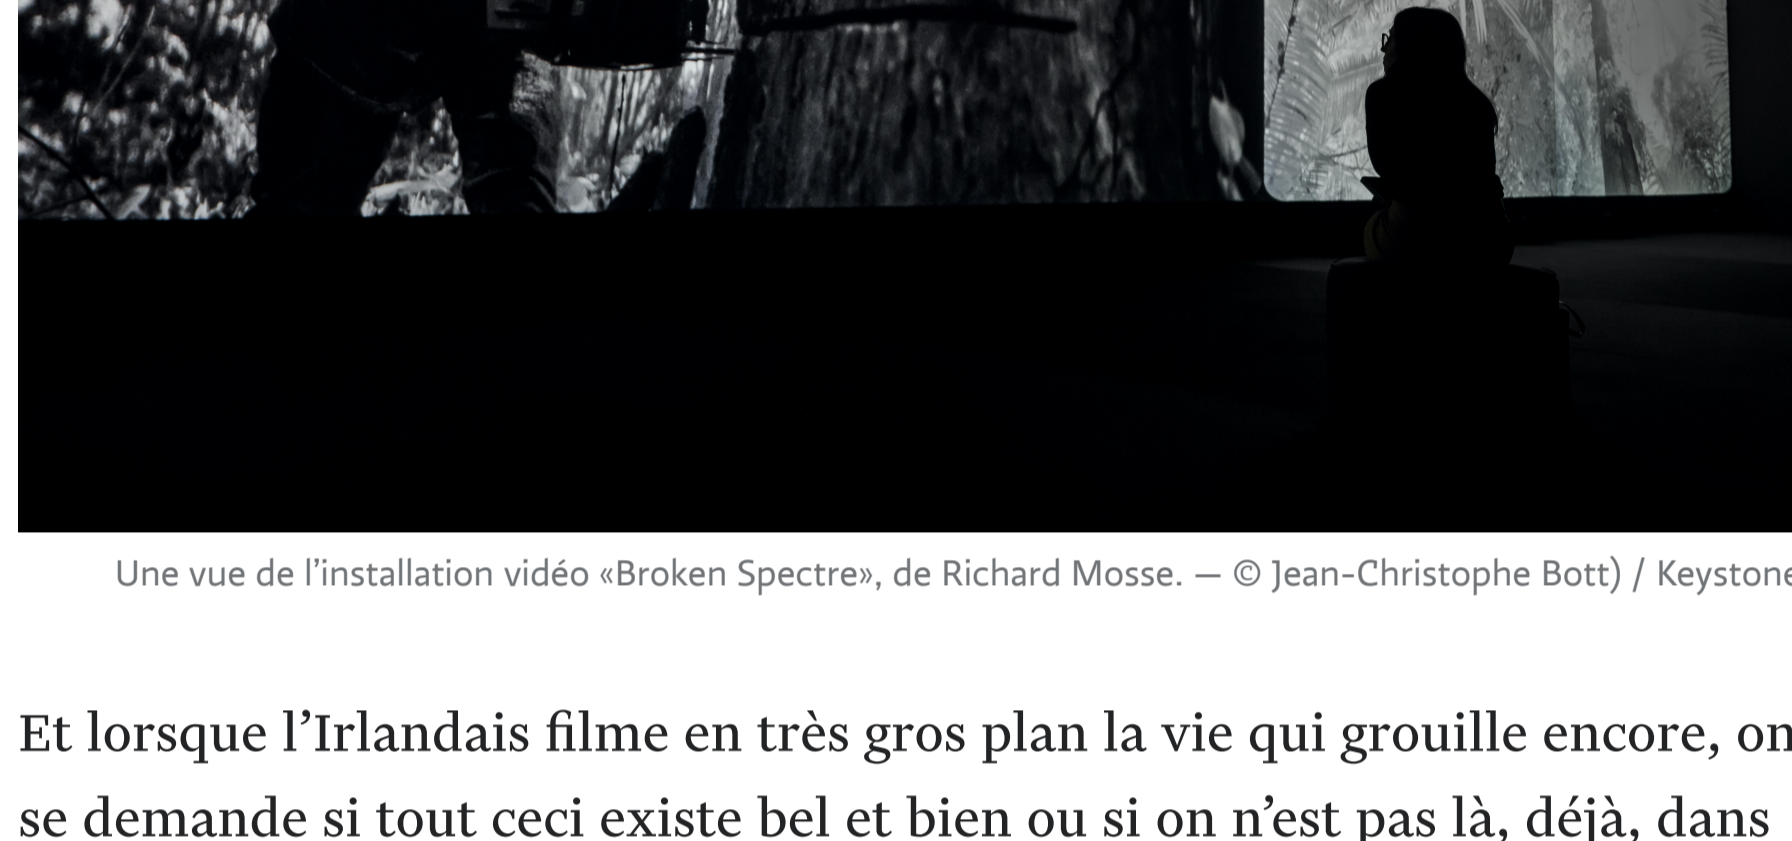 Une vue de l’installation vidéo «Broken Spectre», de Richard Mosse. — © Jean-Christophe Bott) / Keystone
Et lorsque l’Irlandais filme en très gros plan la vie qui grouille encore, on
se demande si tout ceci existe bel et bien ou si on n’est pas là, déjà, dans